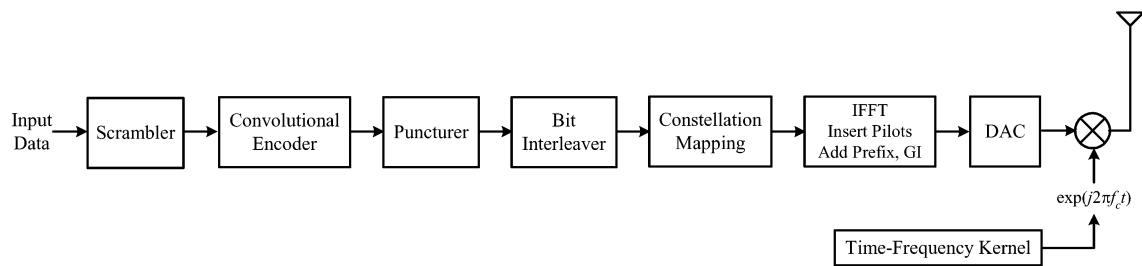 Input
Data
Scrambler
Convolutional
Encoder
Puncturer
Bit
Interleaver
Constellation
Mapping
IFFT
Insert Pilots
Add Prefix, GI
DAC
exp(j2πf_ct)
Time-Frequency Kernel